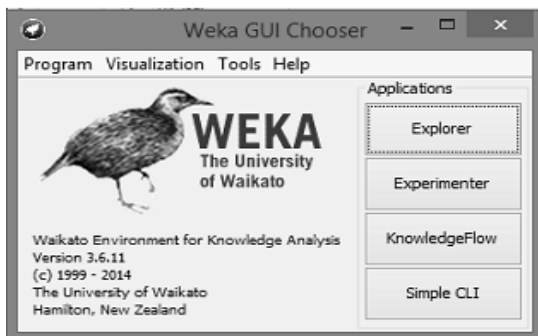 Weka GUI Chooser
Program Visualization Tools Help
WEKA
The University
of Waikato
Waikato Environment for Knowledge Analysis
Version 3.6.11
(c) 1999 - 2014
The University of Waikato
Hamilton, New Zealand
Applications
Explorer
Experimenter
KnowledgeFlow
Simple CLI